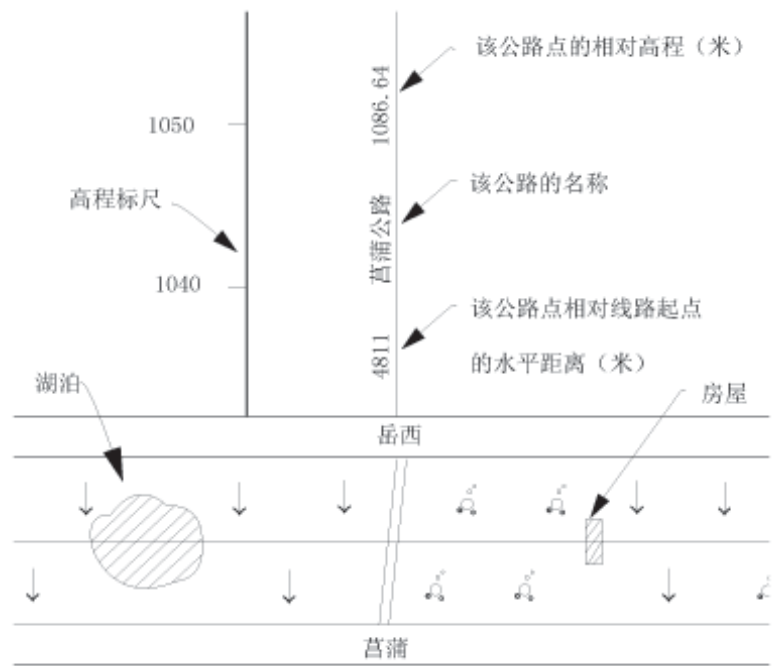 该公路点的相对高程（米）
1086.64
1050
该公路的名称
高程标尺
菖蒲公路
1040
该公路点相对线路起点
的水平距离（米）
4811
湖泊
房屋
岳西
菖蒲